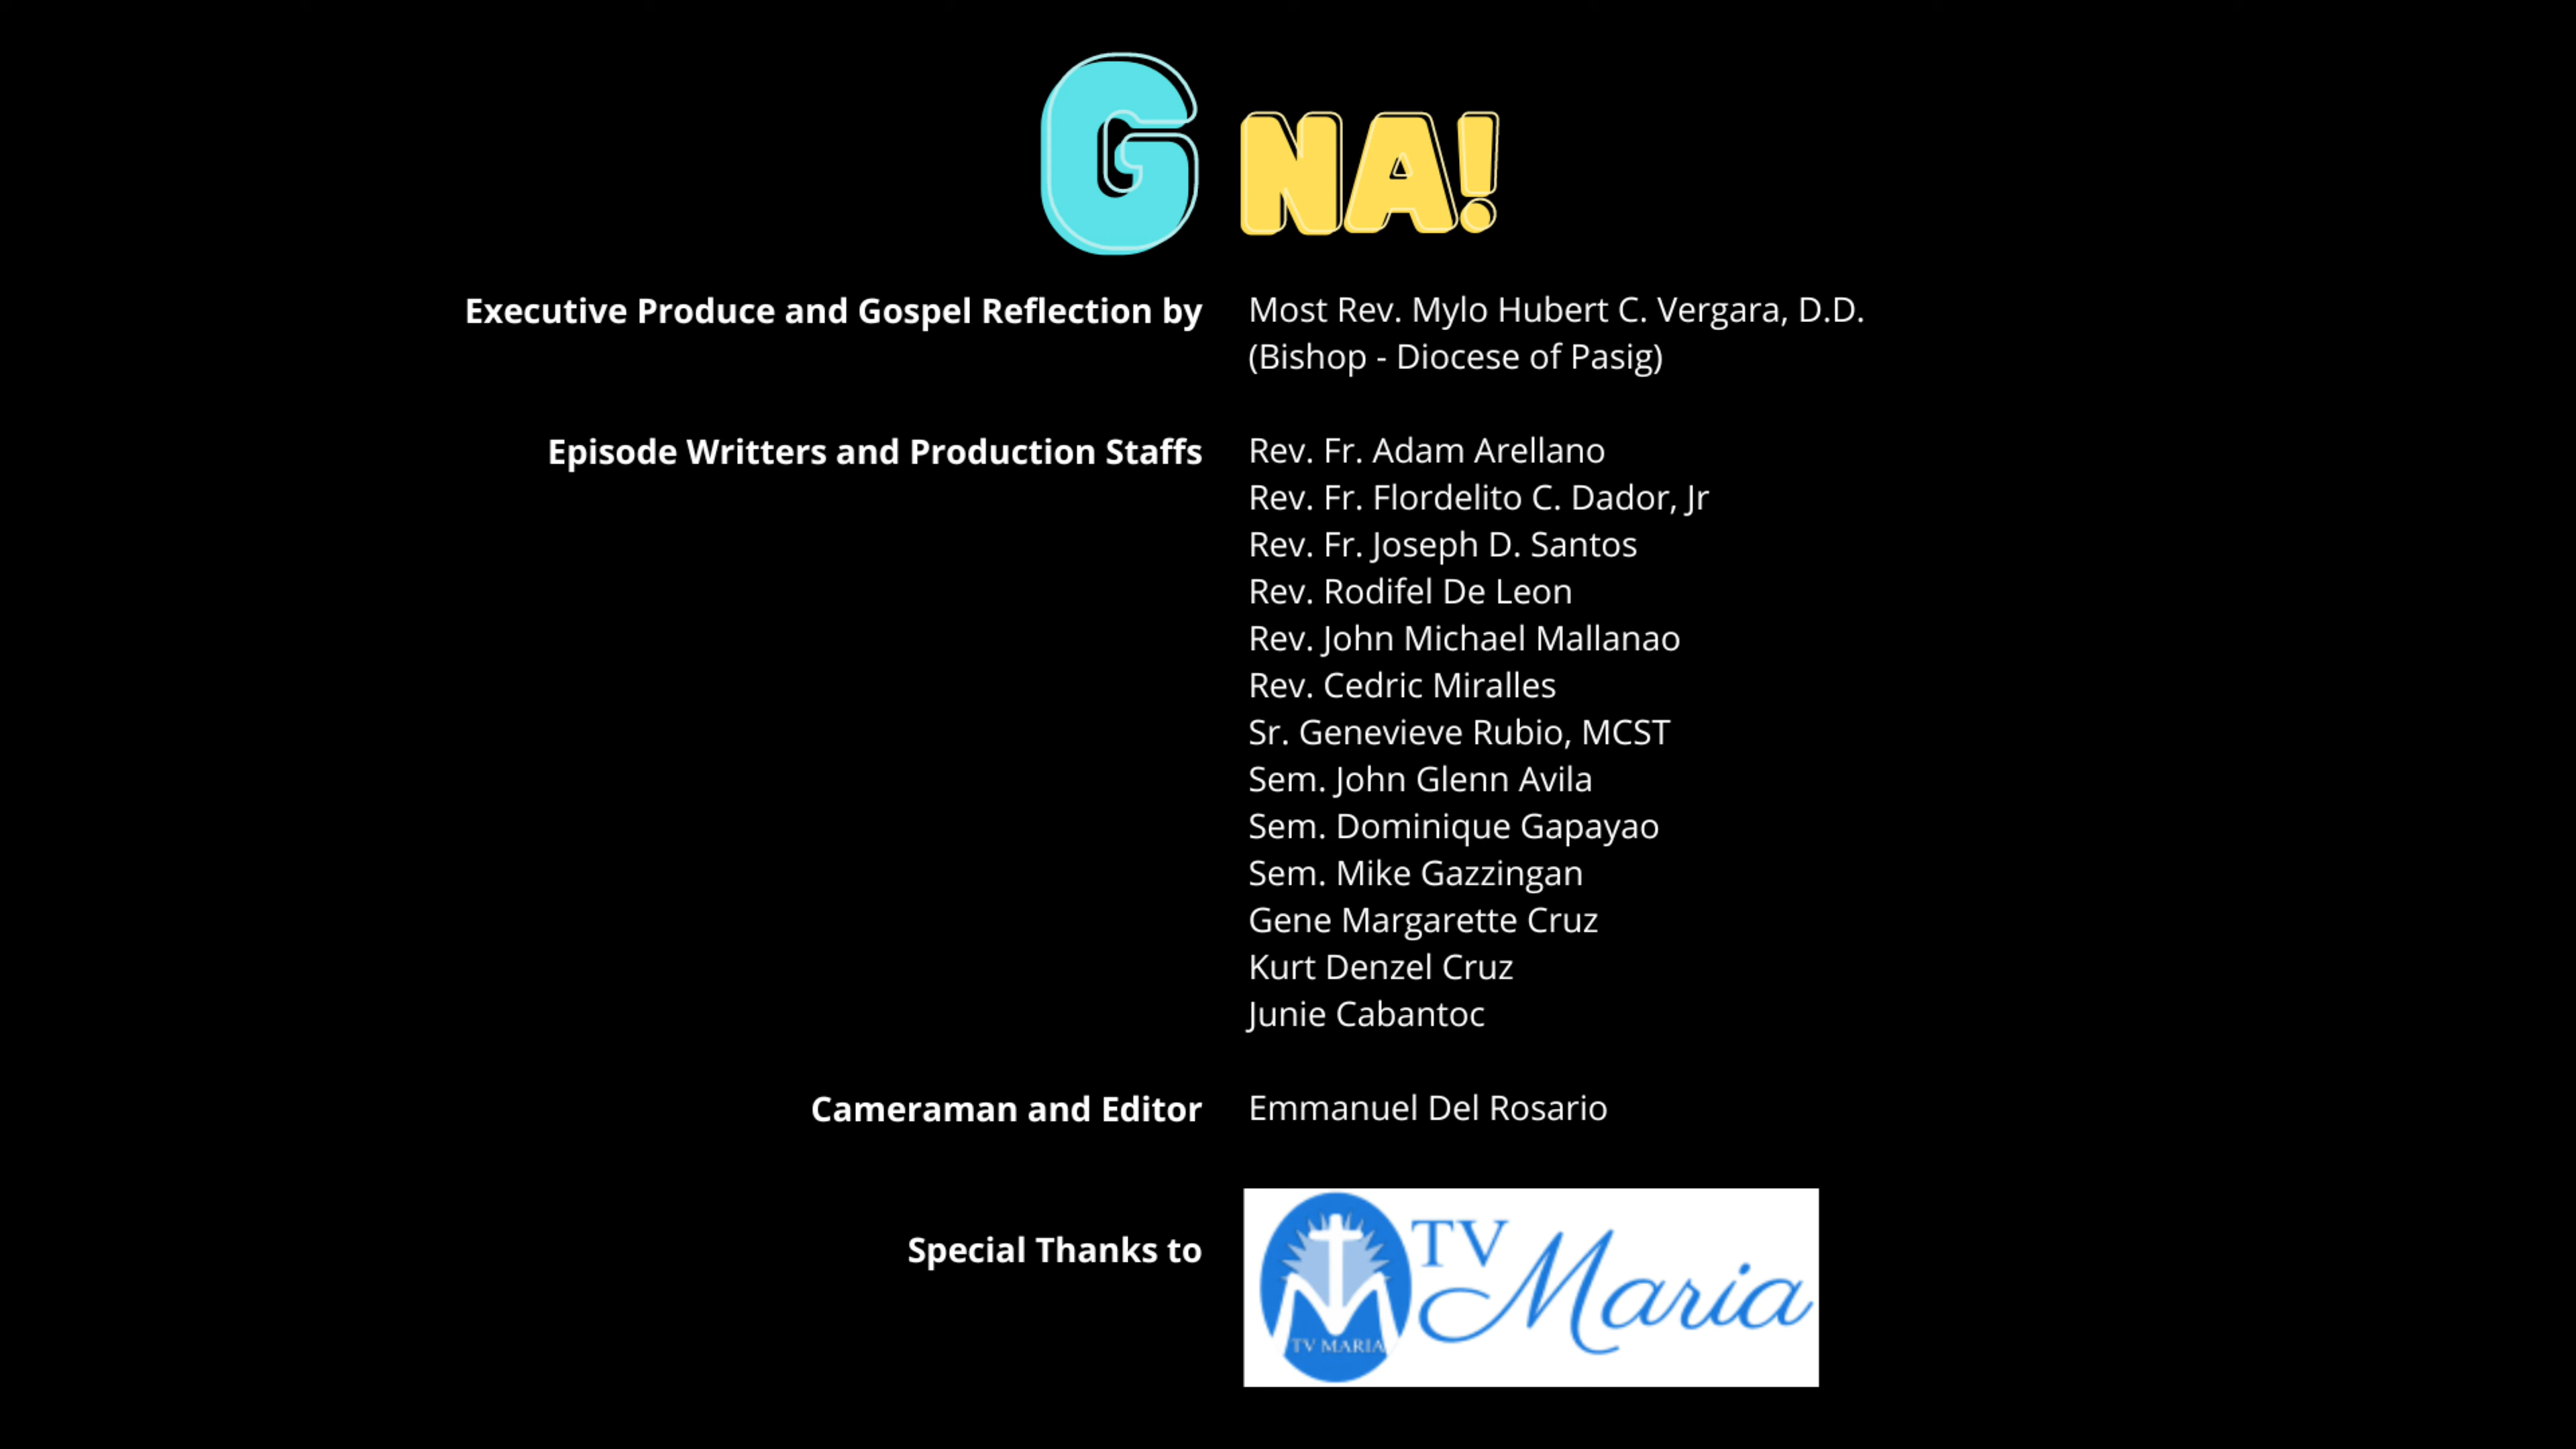 G NA!
Executive Produce and Gospel Reflection by Most Rev. Mylo Hubert C. Vergara, D.D.
(Bishop - Diocese of Pasig)
Episode Writters and Production Staffs Rev. Fr. Adam Arellano
Rev. Fr. Flordelito C. Dador, Jr
Rev. Fr. Joseph D. Santos
Rev. Rodifel De Leon
Rev. John Michael Mallanao
Rev. Cedric Miralles
Sr. Genevieve Rubio, MCST
Sem. John Glenn Avila
Sem. Dominique Gapayao
Sem. Mike Gazzingan
Gene Margarette Cruz
Kurt Denzel Cruz
Junie Cabantoc
Cameraman and Editor Emmanuel Del Rosario
Special Thanks to
TV Maria
TV MARIA